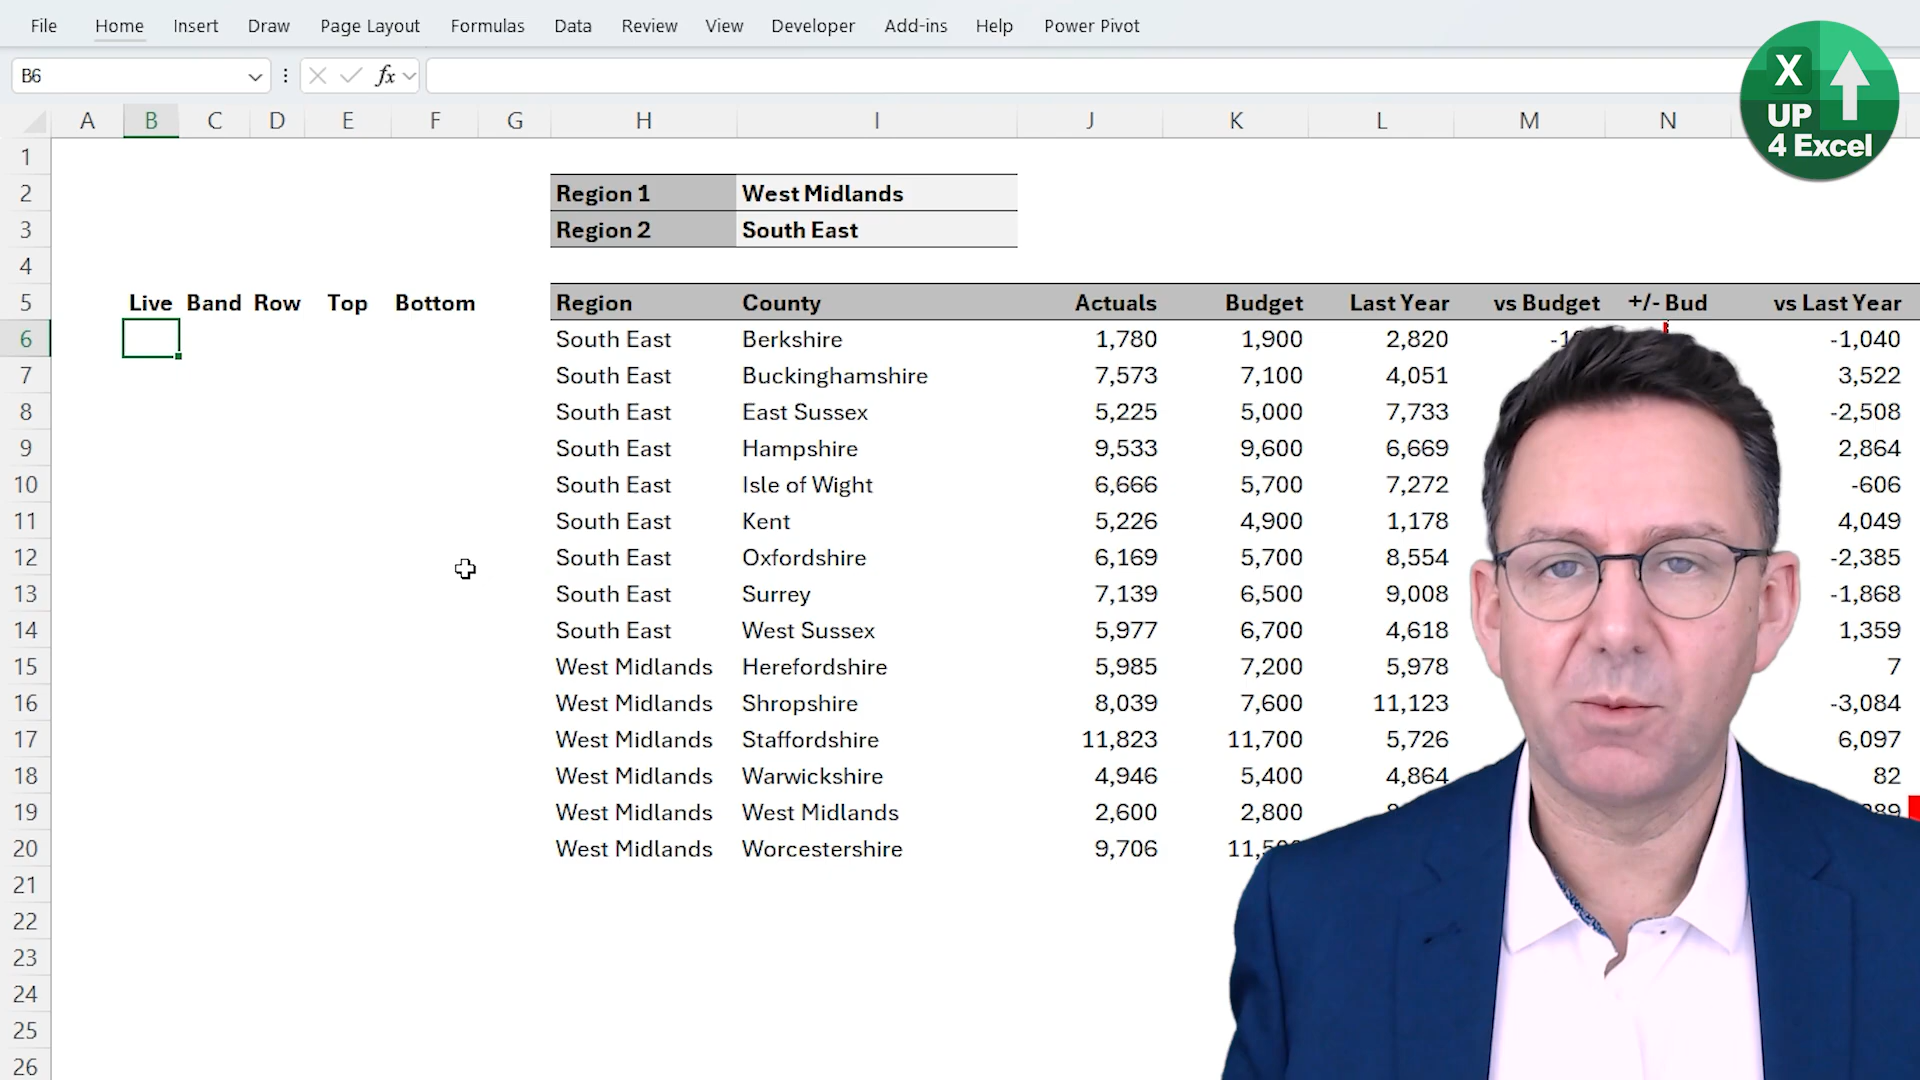 File Home Insert Draw Page Layout Formulas Data Review View Developer Add-ins Help Power Pivot
B6 fx
X UP 4 Excel
A B C D E F G H I J K L M N
1
2 Region 1 West Midlands
3 Region 2 South East
4
5 Live Band Row Top Bottom Region County Actuals Budget Last Year vs Budget +/- Bud vs Last Year
6 South East Berkshire 1,780 1,900 2,820 -1,040
7 South East Buckinghamshire 7,573 7,100 4,051 3,522
8 South East East Sussex 5,225 5,000 7,733 -2,508
9 South East Hampshire 9,533 9,600 6,669 2,864
10 South East Isle of Wight 6,666 5,700 7,272 -606
11 South East Kent 5,226 4,900 1,178 4,049
12 South East Oxfordshire 6,169 5,700 8,554 -2,385
13 South East Surrey 7,139 6,500 9,008 -1,868
14 South East West Sussex 5,977 6,700 4,618 1,359
15 West Midlands Herefordshire 5,985 7,200 5,978 7
16 West Midlands Shropshire 8,039 7,600 11,123 -3,084
17 West Midlands Staffordshire 11,823 11,700 5,726 6,097
18 West Midlands Warwickshire 4,946 5,400 4,864 82
19 West Midlands West Midlands 2,600 2,800
20 West Midlands Worcestershire 9,706
21
22
23
24
25
26